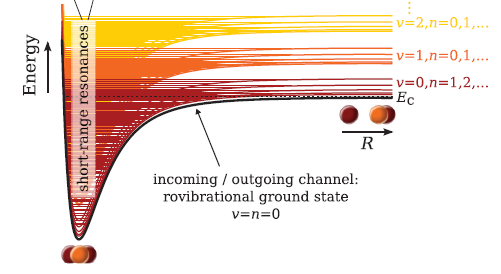 ⋮
v=2,n=0,1,...
v=1,n=0,1,...
v=0,n=1,2,...
E_C
Energy
short-range resonances
R
incoming / outgoing channel:
rovibrational ground state
v=n=0